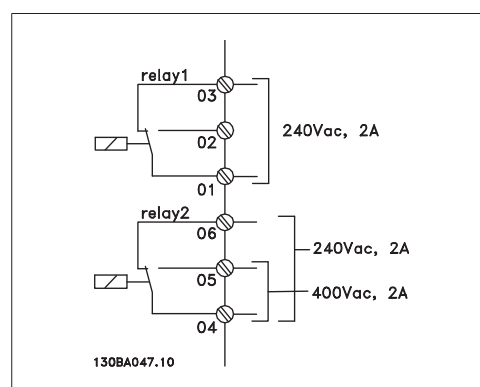 relay1
03
02
240Vac, 2A
01
relay2
06
240Vac, 2A
05
400Vac, 2A
04
130BA047.10